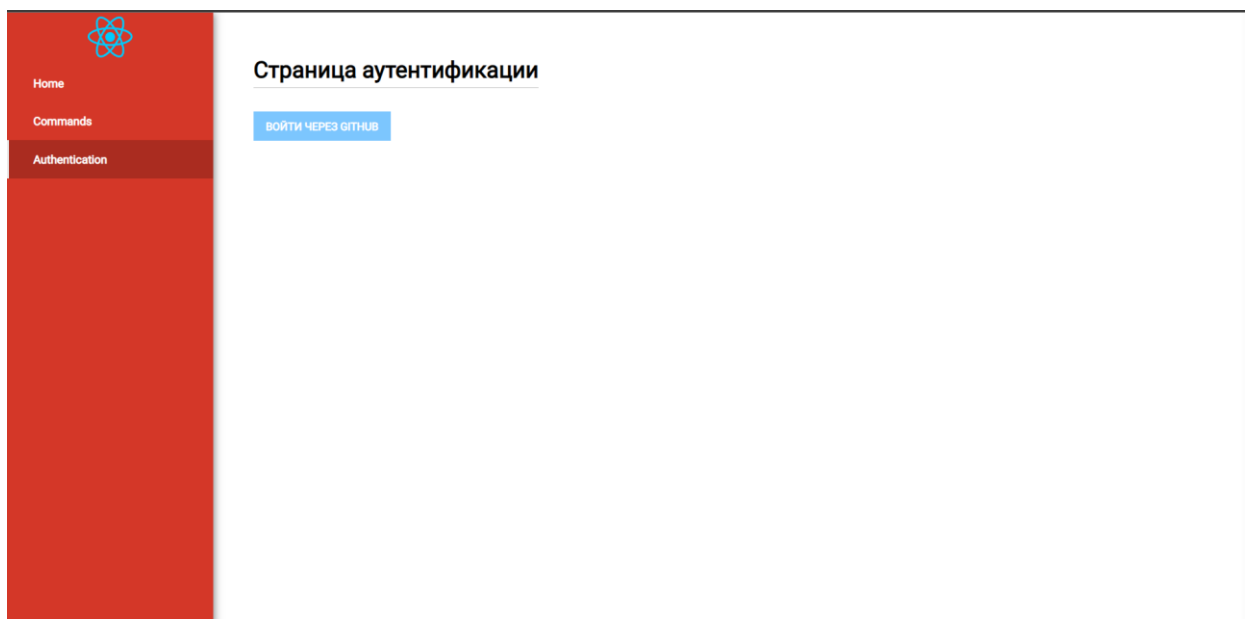 Home
Commands
Authentication
Страница аутентификации
ВОЙТИ ЧЕРЕЗ GITHUB